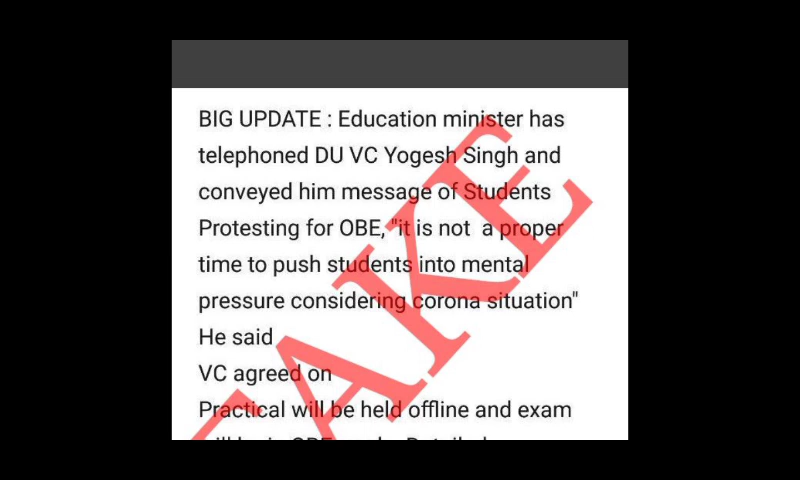 BIG UPDATE : Education minister has
telephoned DU VC Yogesh Singh and
conveyed him message of Students
Protesting for OBE, "it is not  a proper
time to push students into mental
pressure considering corona situation"
He said
VC agreed on
Practical will be held offline and exam
FAKE